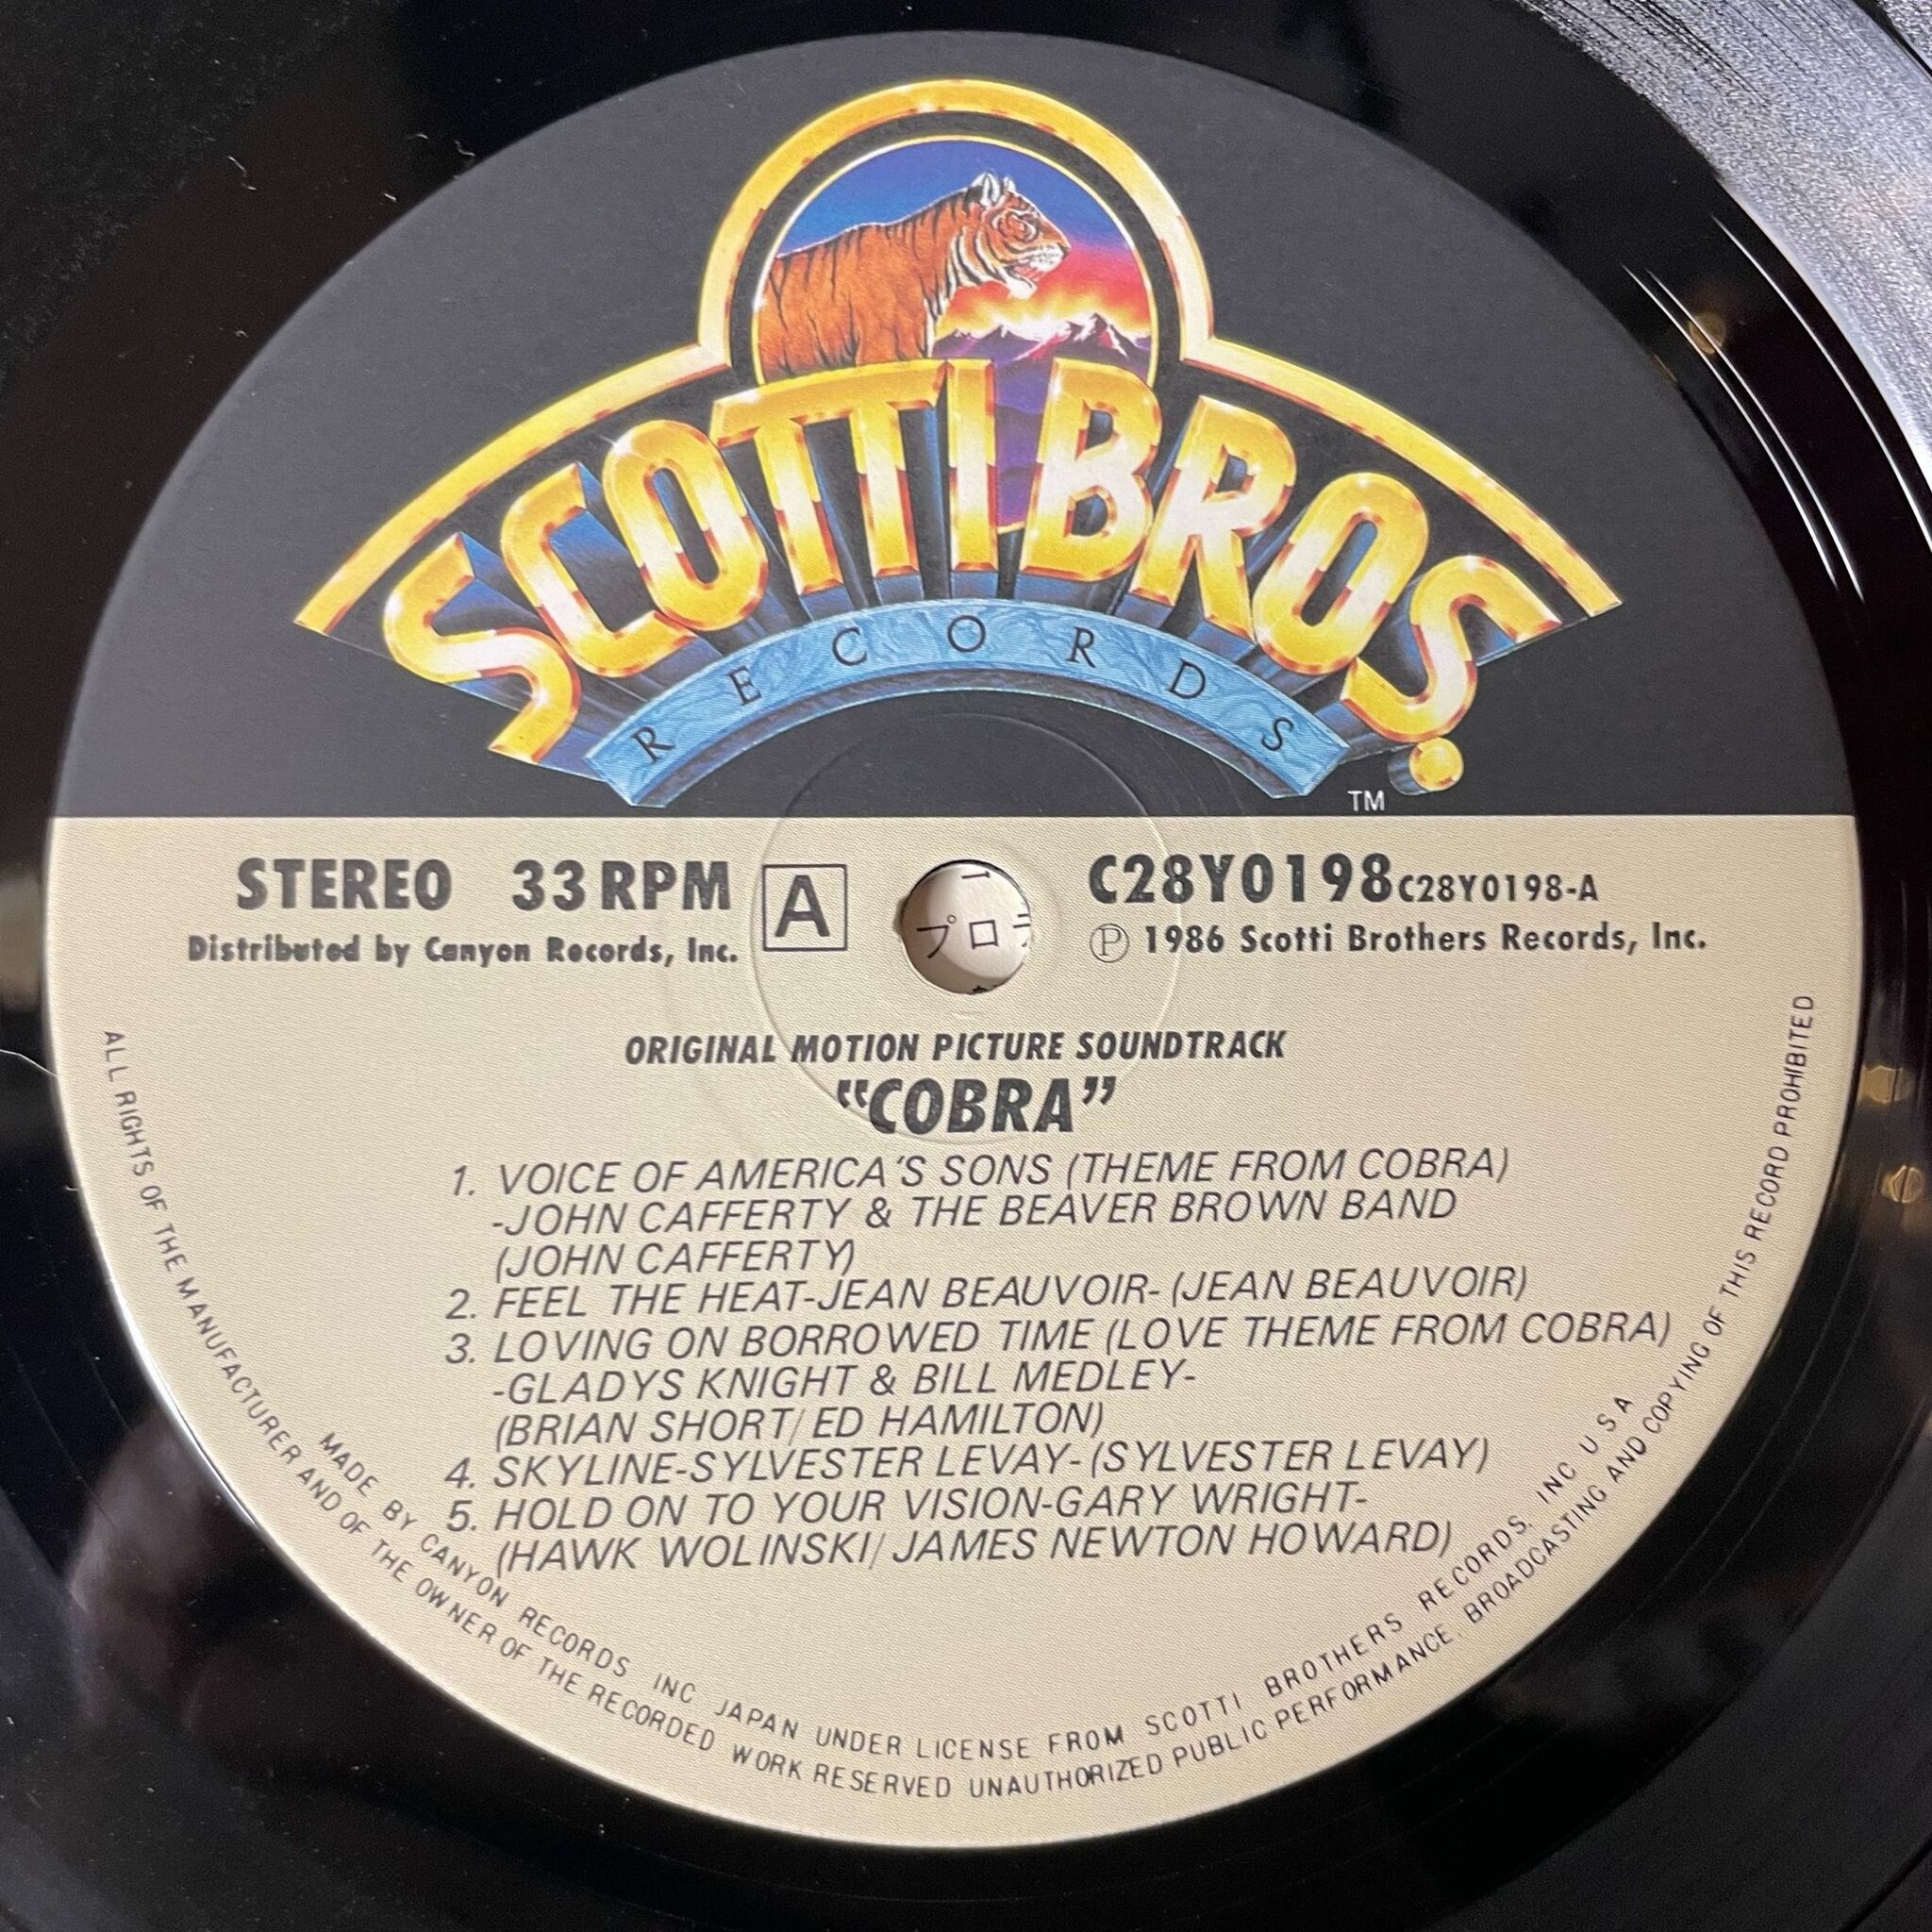 SCOTTI BROS.
RECORDS
TM
STEREO 33 RPM A C28Y0198 C28Y0198-A
Distributed by Canyon Records, Inc. Ⓟ 1986 Scotti Brothers Records, Inc.
プロ
ORIGINAL MOTION PICTURE SOUNDTRACK
"COBRA"
1. VOICE OF AMERICA'S SONS (THEME FROM COBRA)
-JOHN CAFFERTY & THE BEAVER BROWN BAND
(JOHN CAFFERTY)
2. FEEL THE HEAT-JEAN BEAUVOIR- (JEAN BEAUVOIR)
3. LOVING ON BORROWED TIME (LOVE THEME FROM COBRA)
-GLADYS KNIGHT & BILL MEDLEY-
(BRIAN SHORT/ED HAMILTON)
4. SKYLINE-SYLVESTER LEVAY- (SYLVESTER LEVAY)
5. HOLD ON TO YOUR VISION-GARY WRIGHT-
(HAWK WOLINSKI/JAMES NEWTON HOWARD)
MADE BY CANYON RECORDS INC JAPAN UNDER LICENSE FROM SCOTTI BROTHERS RECORDS, INC U S A
ALL RIGHTS OF THE MANUFACTURER AND OF THE OWNER OF THE RECORDED WORK RESERVED UNAUTHORIZED PUBLIC PERFORMANCE, BROADCASTING AND COPYING OF THIS RECORD PROHIBITED